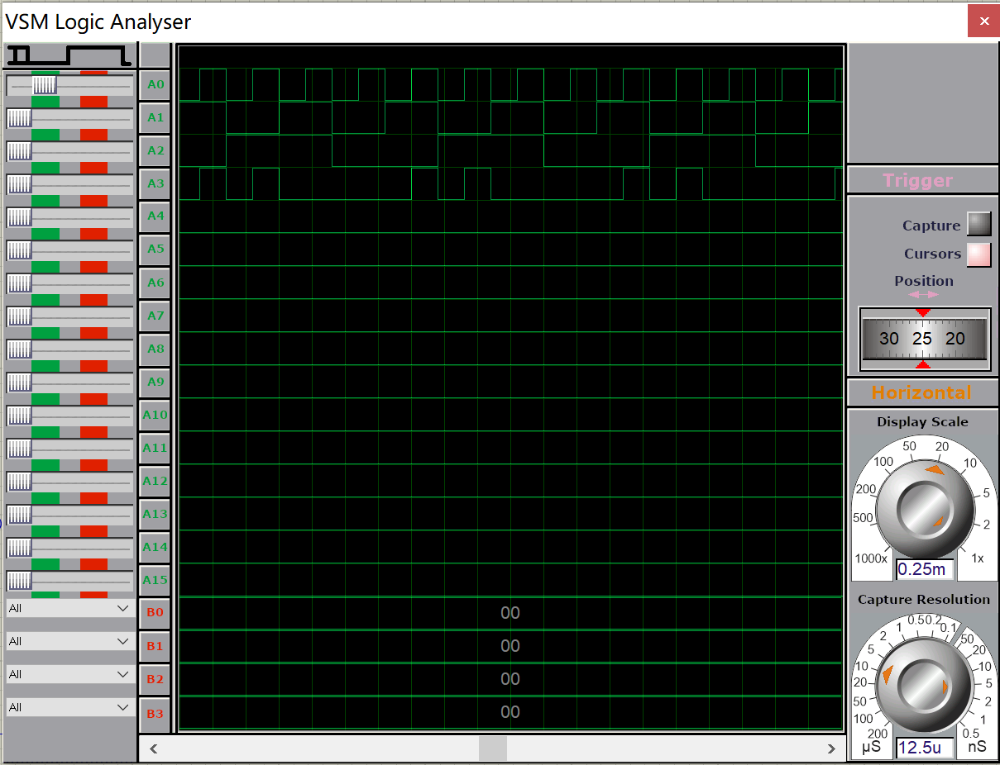 VSM Logic Analyser
A0
A1
A2
A3
A4
A5
A6
A7
A8
A9
A10
A11
A12
A13
A14
A15
All B0 00
All B1 00
All B2 00
All B3 00
Trigger
Capture
Cursors
Position
30 25 20
Horizontal
Display Scale
50 20
100 10
200 5
500 2
1000x 1x
0.25m
Capture Resolution
0.5 0.2
1 0.1
2 50
5 20
10 10
20 5
50 2
100 1
200 0.5
µS nS
12.5u